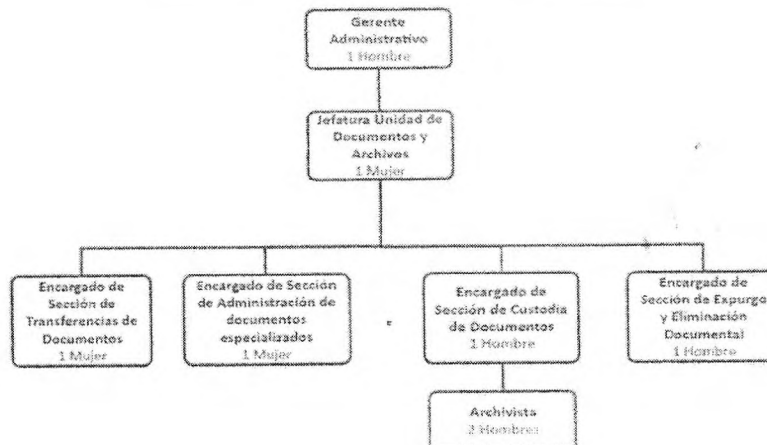 Gerente
Administrativo
1 Hombre
Jefatura Unidad de
Documentos y
Archivos
1 Mujer
Encargado de
Sección de
Transferencias de
Documentos
1 Mujer
Encargado de Sección
de Administración de
documentos
especializados
1 Mujer
Encargado de
Sección de Custodia
de Documentos
1 Hombre
Encargado de
Sección de Expurgo
y Eliminación
Documental
1 Hombre
Archivista
2 Hombres